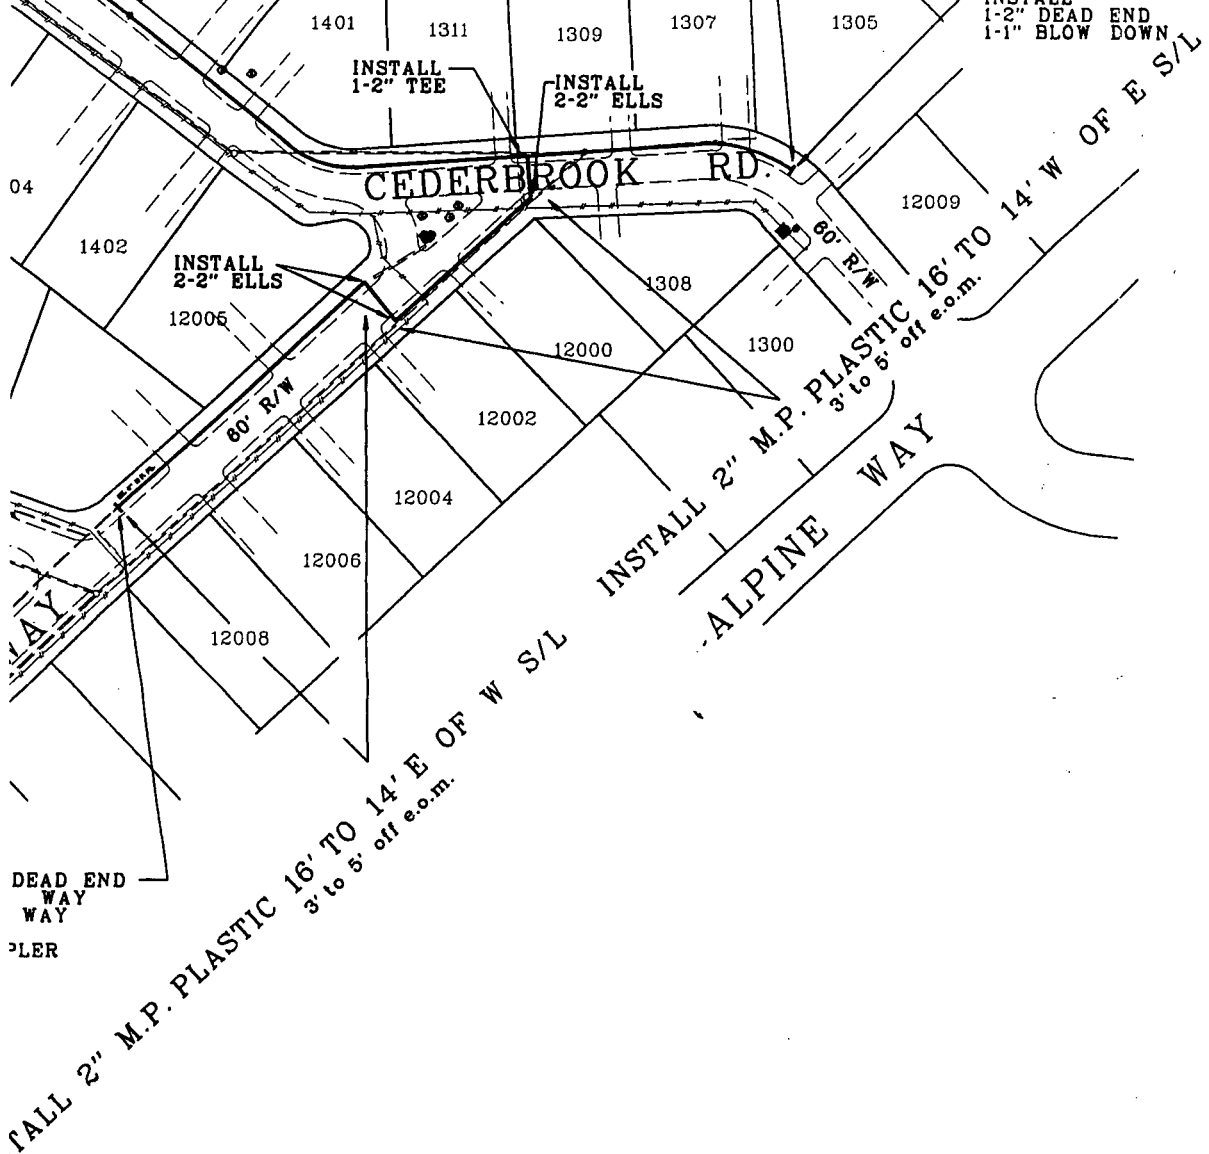 INSTALL
1-2" DEAD END
1-1" BLOW DOWN
1401
1311
1309
1307
1305
INSTALL
1-2" TEE
INSTALL
2-2" ELLS
CEDERBROOK RD.
04
1402
12009
60' R/W
INSTALL
2-2" ELLS
12005
1308
12000
1300
60' R/W
12002
12004
12006
12008
INSTALL 2" M.P. PLASTIC 16' TO 14' W OF E S/L
3' to 5' off e.o.m.
ALPINE WAY
WAY
DEAD END
WAY
WAY
PLER
TALL 2" M.P. PLASTIC 16' TO 14' E OF W S/L
3' to 5' off e.o.m.